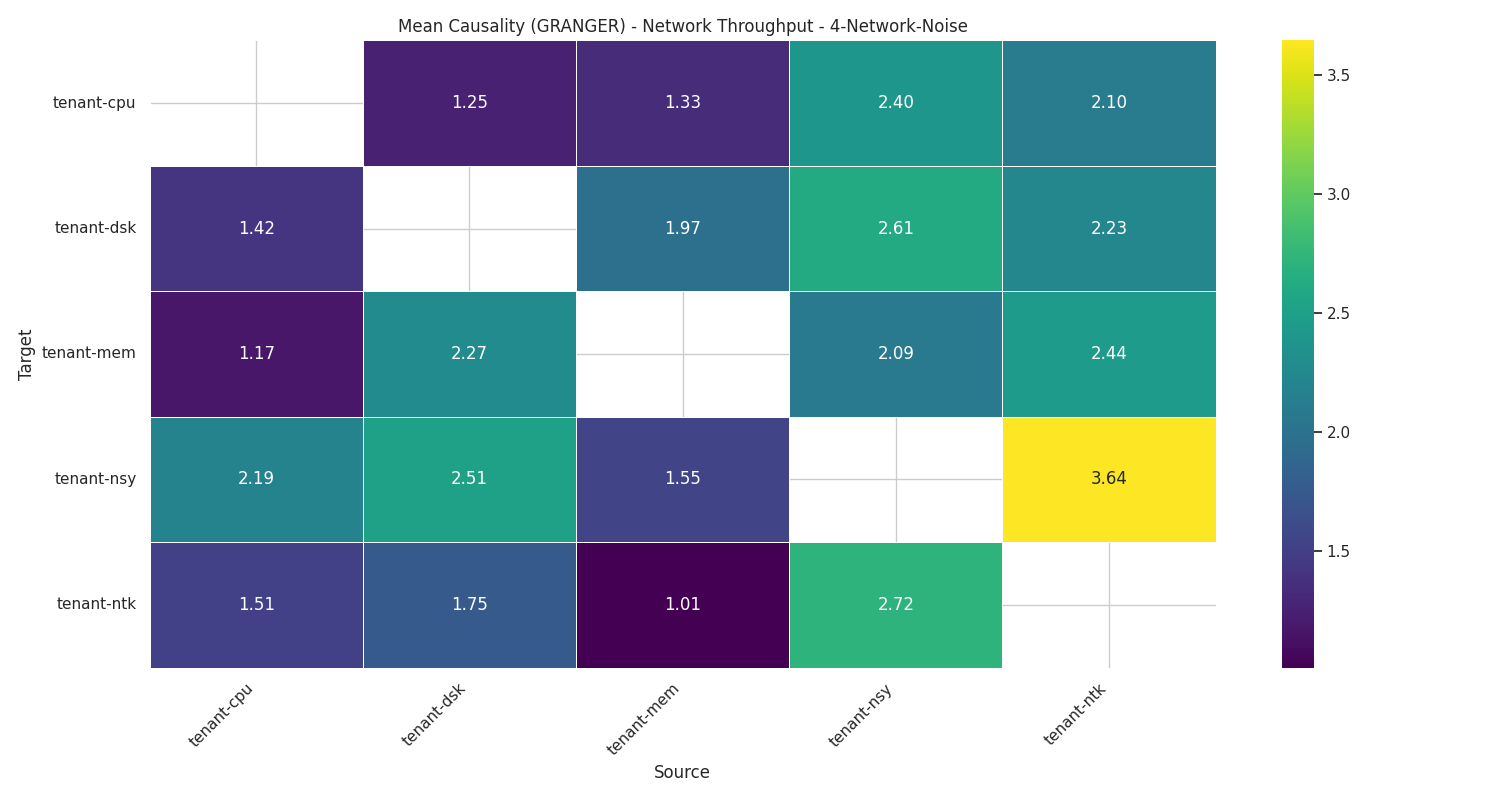 Mean Causality (GRANGER) - Network Throughput - 4-Network-Noise
tenant-cpu 1.25 1.33 2.40 2.10
tenant-dsk 1.42 1.97 2.61 2.23
tenant-mem 1.17 2.27 2.09 2.44
tenant-nsy 2.19 2.51 1.55 3.64
tenant-ntk 1.51 1.75 1.01 2.72
Target
tenant-cpu tenant-dsk tenant-mem tenant-nsy tenant-ntk
Source
3.5
3.0
2.5
2.0
1.5